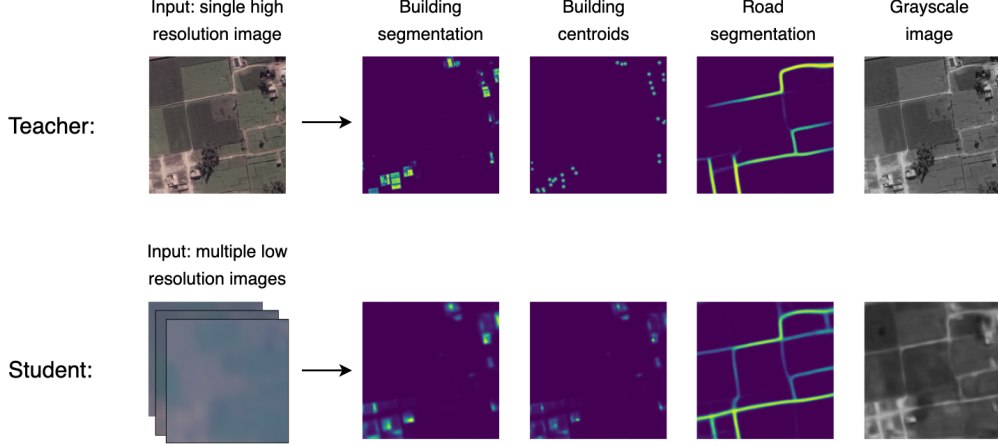 Input: single high
resolution image
Building
segmentation
Building
centroids
Road
segmentation
Grayscale
image
Teacher:
Input: multiple low
resolution images
Student: